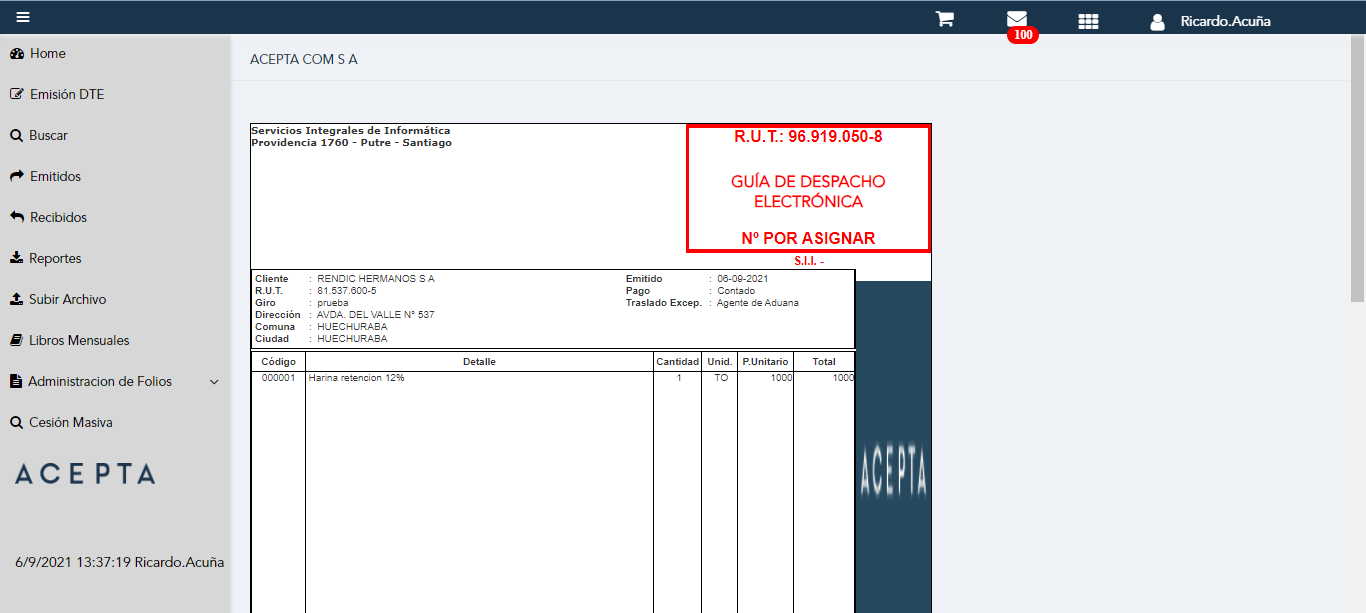 Ricardo.Acuña
100
Home
Emisión DTE
Buscar
Emitidos
Recibidos
Reportes
Subir Archivo
Libros Mensuales
Administracion de Folios
Cesión Masiva
ACEPTA
6/9/2021 13:37:19 Ricardo.Acuña
ACEPTA COM S A
Servicios Integrales de Informática
Providencia 1760 - Putre - Santiago
R.U.T.: 96.919.050-8
GUÍA DE DESPACHO
ELECTRÓNICA
Nº POR ASIGNAR
S.I.I. -
Cliente : RENDIC HERMANOS S A
R.U.T. : 81.537.600-5
Giro : prueba
Dirección : AVDA. DEL VALLE N° 537
Comuna : HUECHURABA
Ciudad : HUECHURABA
Emitido : 06-09-2021
Pago : Contado
Traslado Excep. : Agente de Aduana
Código Detalle Cantidad Unid. P.Unitario Total
000001 Harina retencion 12% 1 TO 1000 1000
ACEPTA